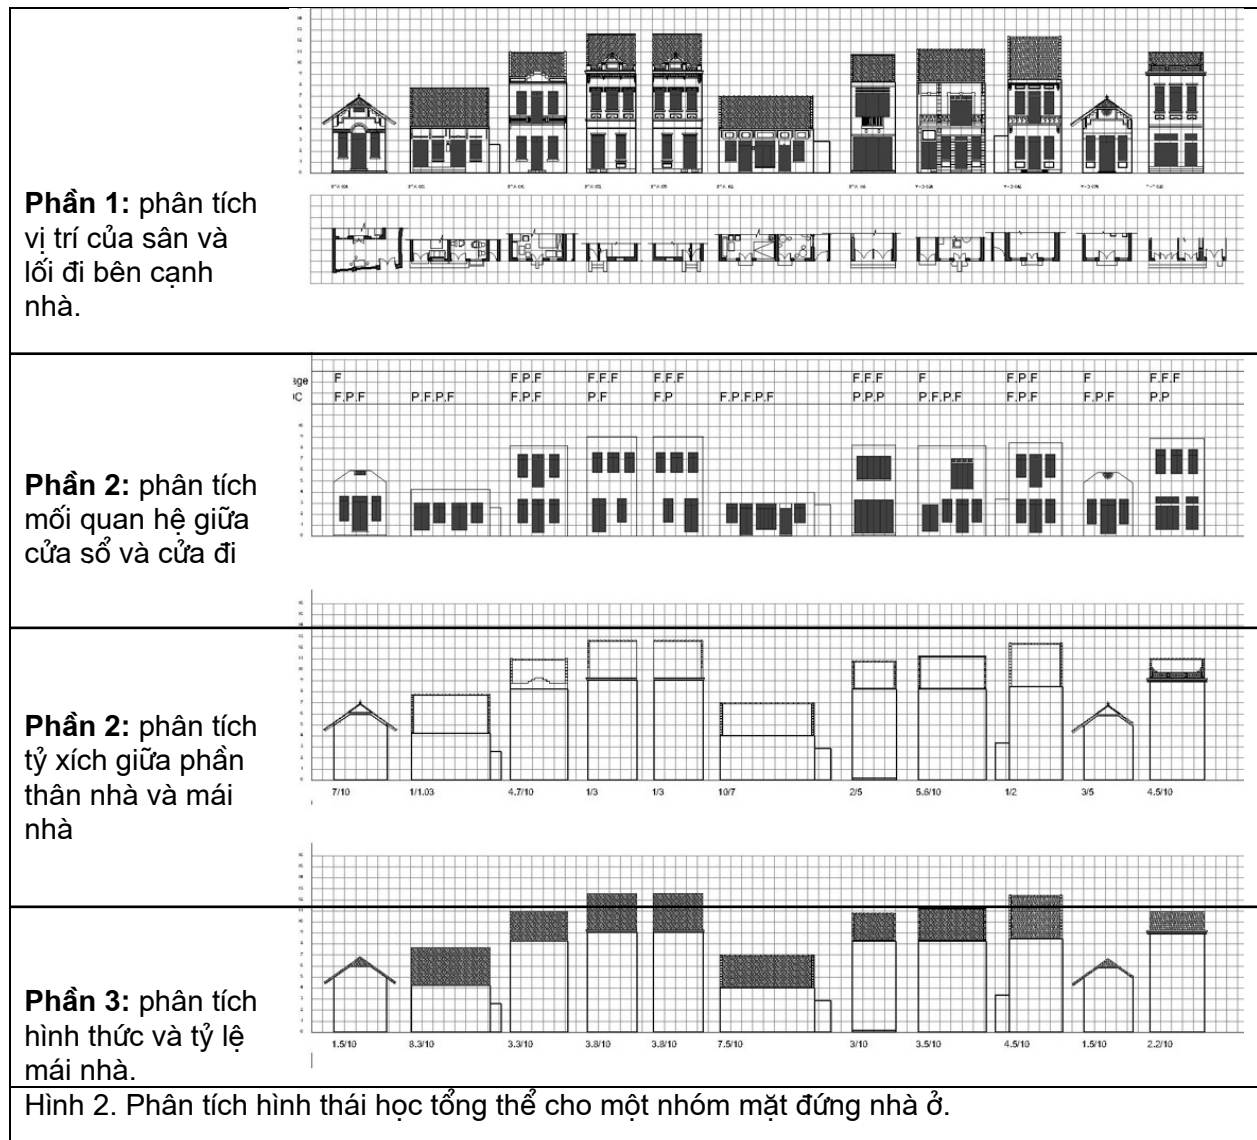 Phần 1: phân tích
vị trí của sân và
lối đi bên cạnh
nhà.
F F.P.F F.F.F F.F.F F.F.F F F.P.F F F.F.F
F.P.F P.F.P.F F.P.F P.F F.P F.P.F.P.F P.P.P P.F.P.F F.P.F F.P.F P.P
Phần 2: phân tích
mối quan hệ giữa
cửa sổ và cửa đi
Phần 2: phân tích
tỷ xích giữa phần
thân nhà và mái
nhà
7/10 1/1.03 4.7/10 1/3 1/3 10/7 2/5 5.6/10 1/2 3/5 4.5/10
Phần 3: phân tích
hình thức và tỷ lệ
mái nhà.
1.5/10 8.3/10 3.3/10 3.8/10 3.8/10 7.5/10 3/10 3.5/10 4.5/10 1.5/10 2.2/10
Hình 2. Phân tích hình thái học tổng thể cho một nhóm mặt đứng nhà ở.